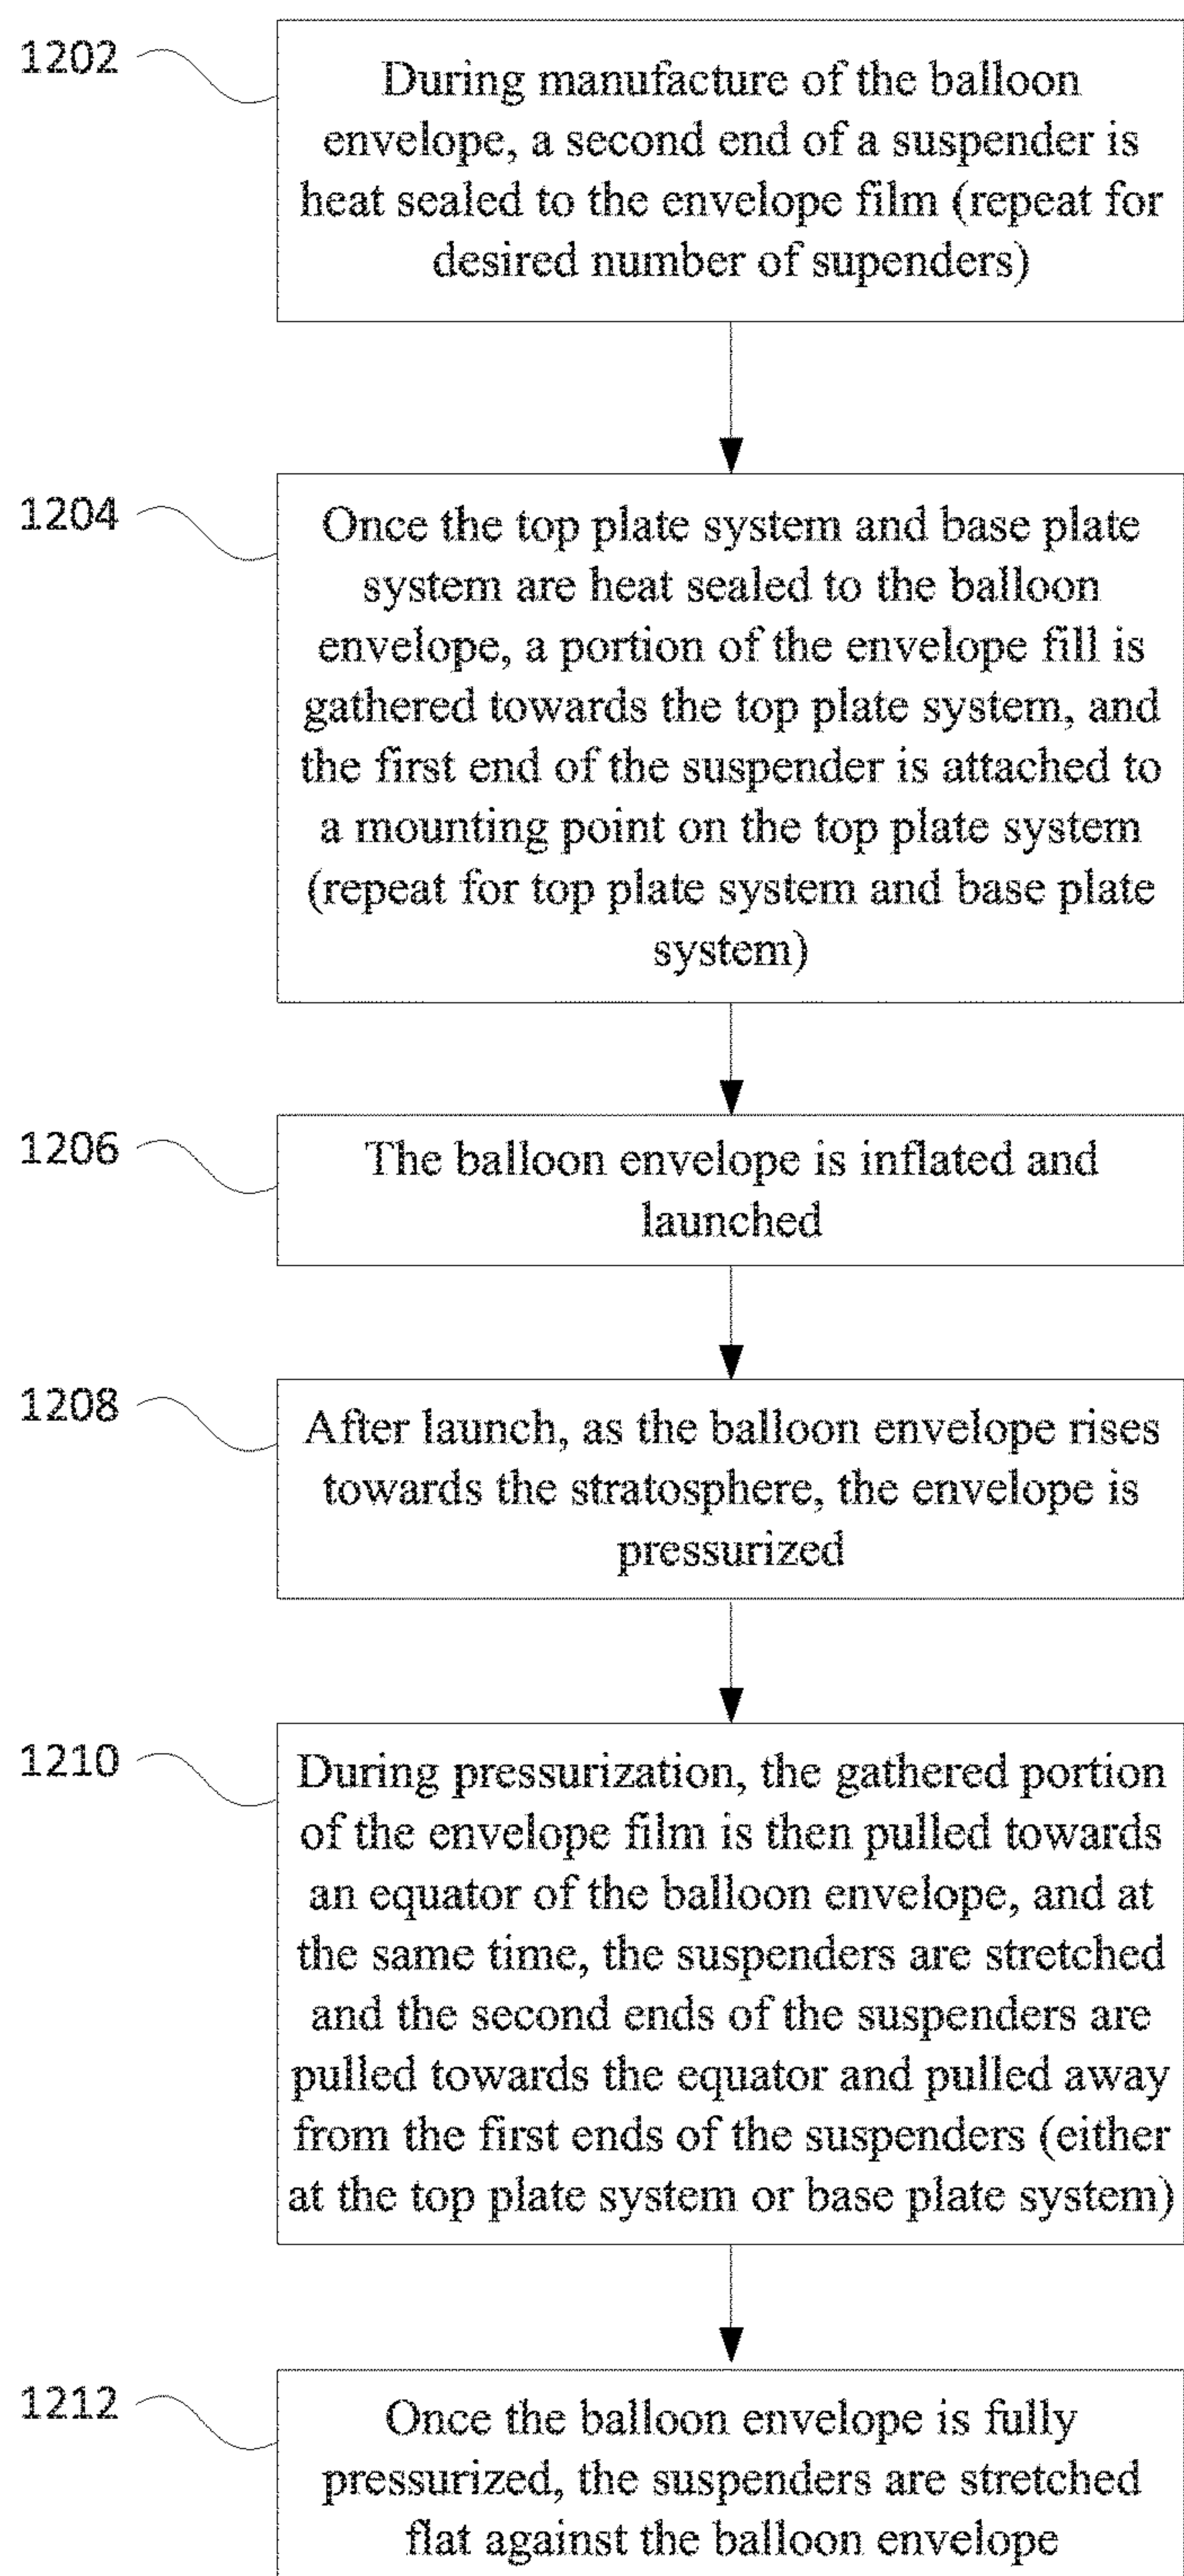 1202
During manufacture of the balloon
envelope, a second end of a suspender is
heat sealed to the envelope film (repeat for
desired number of supenders)
1204
Once the top plate system and base plate
system are heat sealed to the balloon
envelope, a portion of the envelope fill is
gathered towards the top plate system, and
the first end of the suspender is attached to
a mounting point on the top plate system
(repeat for top plate system and base plate
system)
1206
The balloon envelope is inflated and
launched
1208
After launch, as the balloon envelope rises
towards the stratosphere, the envelope is
pressurized
1210
During pressurization, the gathered portion
of the envelope film is then pulled towards
an equator of the balloon envelope, and at
the same time, the suspenders are stretched
and the second ends of the suspenders are
pulled towards the equator and pulled away
from the first ends of the suspenders (either
at the top plate system or base plate system)
1212
Once the balloon envelope is fully
pressurized, the suspenders are stretched
flat against the balloon envelope